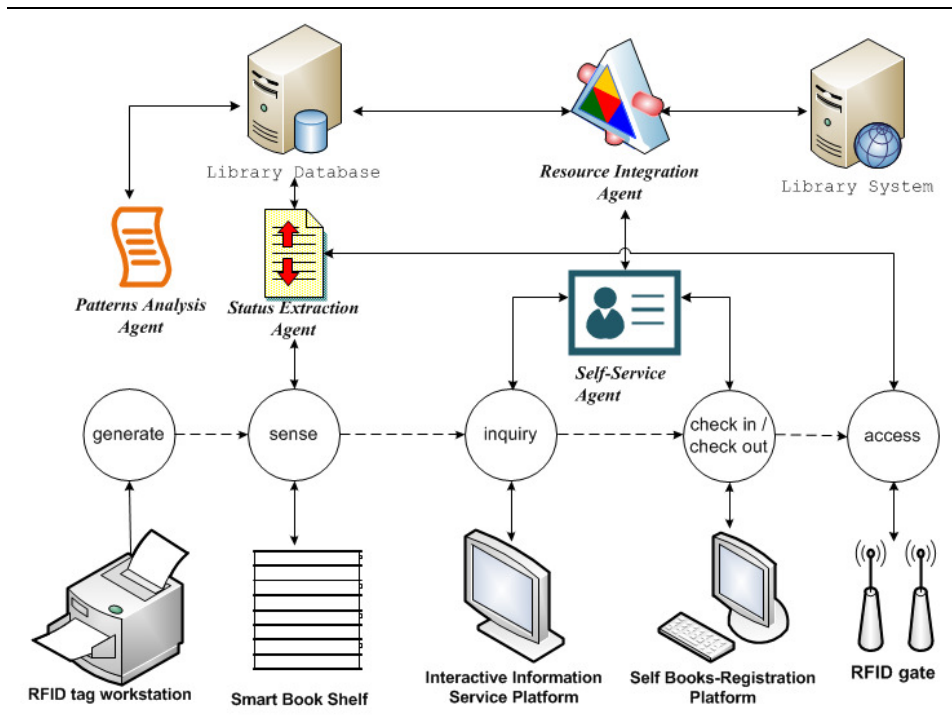 Library Database
Resource Integration
Agent
Library System
Patterns Analysis
Agent
Status Extraction
Agent
Self-Service
Agent
generate
sense
inquiry
check in /
check out
access
RFID tag workstation
Smart Book Shelf
Interactive Information
Service Platform
Self Books-Registration
Platform
RFID gate